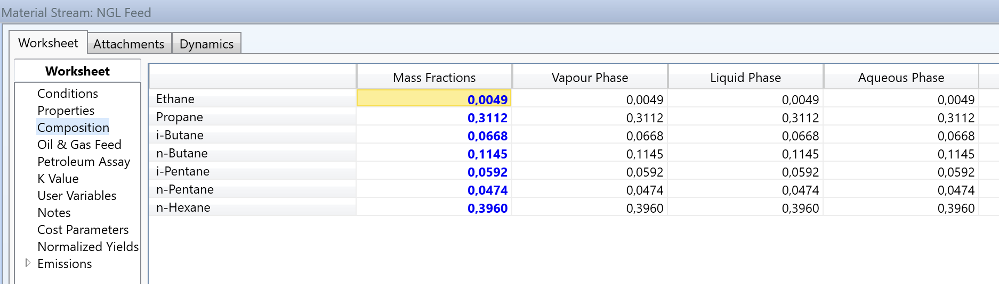 Material Stream: NGL Feed
Worksheet Attachments Dynamics
Worksheet
Conditions
Properties
Composition
Oil & Gas Feed
Petroleum Assay
K Value
User Variables
Notes
Cost Parameters
Normalized Yields
Emissions
Mass Fractions Vapour Phase Liquid Phase Aqueous Phase
Ethane 0,0049 0,0049 0,0049 0,0049
Propane 0,3112 0,3112 0,3112 0,3112
i-Butane 0,0668 0,0668 0,0668 0,0668
n-Butane 0,1145 0,1145 0,1145 0,1145
i-Pentane 0,0592 0,0592 0,0592 0,0592
n-Pentane 0,0474 0,0474 0,0474 0,0474
n-Hexane 0,3960 0,3960 0,3960 0,3960